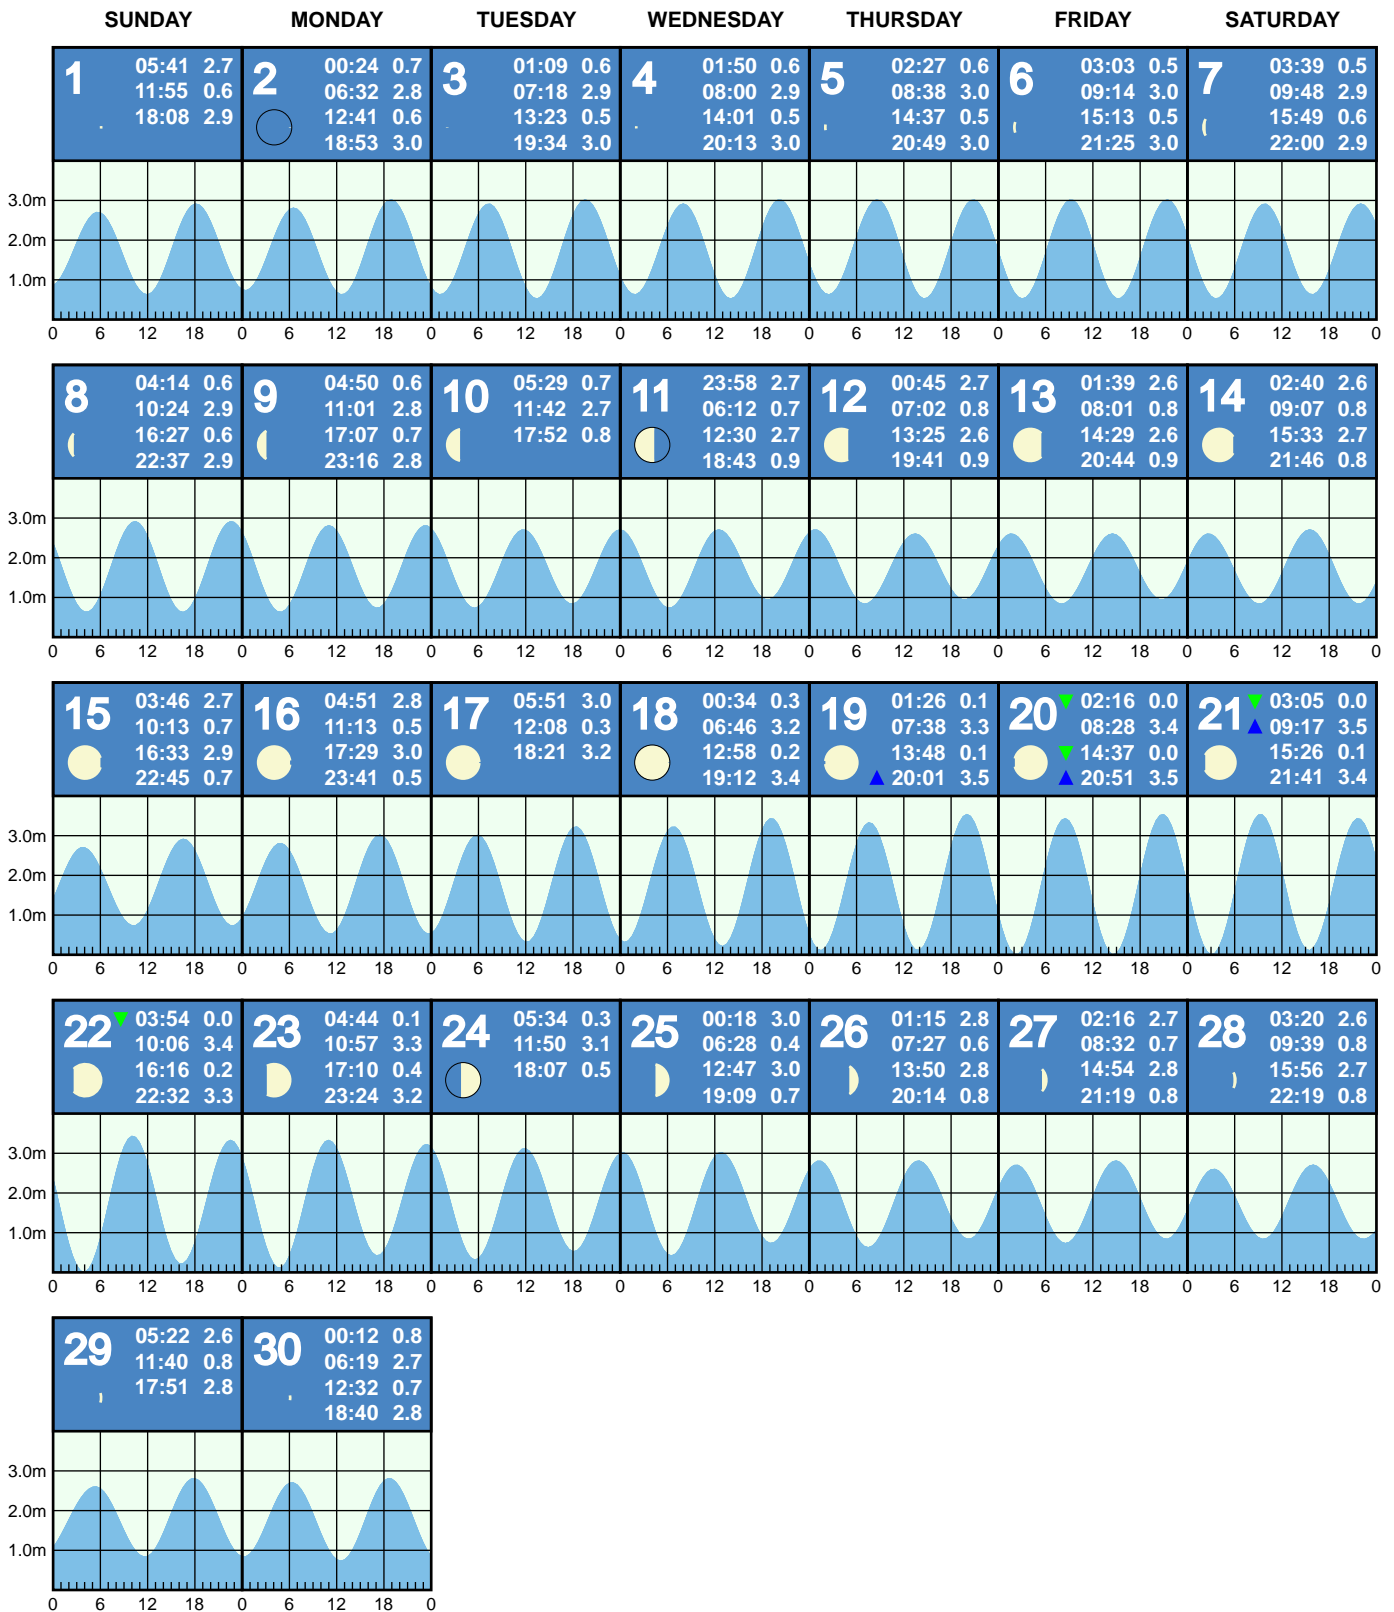 SUNDAY MONDAY TUESDAY WEDNESDAY THURSDAY FRIDAY SATURDAY
1 05:41 2.7
11:55 0.6
18:08 2.9
2 00:24 0.7
06:32 2.8
12:41 0.6
18:53 3.0
3 01:09 0.6
07:18 2.9
13:23 0.5
19:34 3.0
4 01:50 0.6
08:00 2.9
14:01 0.5
20:13 3.0
5 02:27 0.6
08:38 3.0
14:37 0.5
20:49 3.0
6 03:03 0.5
09:14 3.0
15:13 0.5
21:25 3.0
7 03:39 0.5
09:48 2.9
15:49 0.6
22:00 2.9
3.0m
2.0m
1.0m
0 6 12 18 0 6 12 18 0 6 12 18 0 6 12 18 0 6 12 18 0 6 12 18 0 6 12 18 0
8 04:14 0.6
10:24 2.9
16:27 0.6
22:37 2.9
9 04:50 0.6
11:01 2.8
17:07 0.7
23:16 2.8
10 05:29 0.7
11:42 2.7
17:52 0.8
11 23:58 2.7
06:12 0.7
12:30 2.7
18:43 0.9
12 00:45 2.7
07:02 0.8
13:25 2.6
19:41 0.9
13 01:39 2.6
08:01 0.8
14:29 2.6
20:44 0.9
14 02:40 2.6
09:07 0.8
15:33 2.7
21:46 0.8
3.0m
2.0m
1.0m
0 6 12 18 0 6 12 18 0 6 12 18 0 6 12 18 0 6 12 18 0 6 12 18 0 6 12 18 0
15 03:46 2.7
10:13 0.7
16:33 2.9
22:45 0.7
16 04:51 2.8
11:13 0.5
17:29 3.0
23:41 0.5
17 05:51 3.0
12:08 0.3
18:21 3.2
18 00:34 0.3
06:46 3.2
12:58 0.2
19:12 3.4
19 01:26 0.1
07:38 3.3
13:48 0.1
20:01 3.5
20 02:16 0.0
08:28 3.4
14:37 0.0
20:51 3.5
21 03:05 0.0
09:17 3.5
15:26 0.1
21:41 3.4
3.0m
2.0m
1.0m
0 6 12 18 0 6 12 18 0 6 12 18 0 6 12 18 0 6 12 18 0 6 12 18 0 6 12 18 0
22 03:54 0.0
10:06 3.4
16:16 0.2
22:32 3.3
23 04:44 0.1
10:57 3.3
17:10 0.4
23:24 3.2
24 05:34 0.3
11:50 3.1
18:07 0.5
25 00:18 3.0
06:28 0.4
12:47 3.0
19:09 0.7
26 01:15 2.8
07:27 0.6
13:50 2.8
20:14 0.8
27 02:16 2.7
08:32 0.7
14:54 2.8
21:19 0.8
28 03:20 2.6
09:39 0.8
15:56 2.7
22:19 0.8
3.0m
2.0m
1.0m
0 6 12 18 0 6 12 18 0 6 12 18 0 6 12 18 0 6 12 18 0 6 12 18 0 6 12 18 0
29 05:22 2.6
11:40 0.8
17:51 2.8
30 00:12 0.8
06:19 2.7
12:32 0.7
18:40 2.8
3.0m
2.0m
1.0m
0 6 12 18 0 6 12 18 0